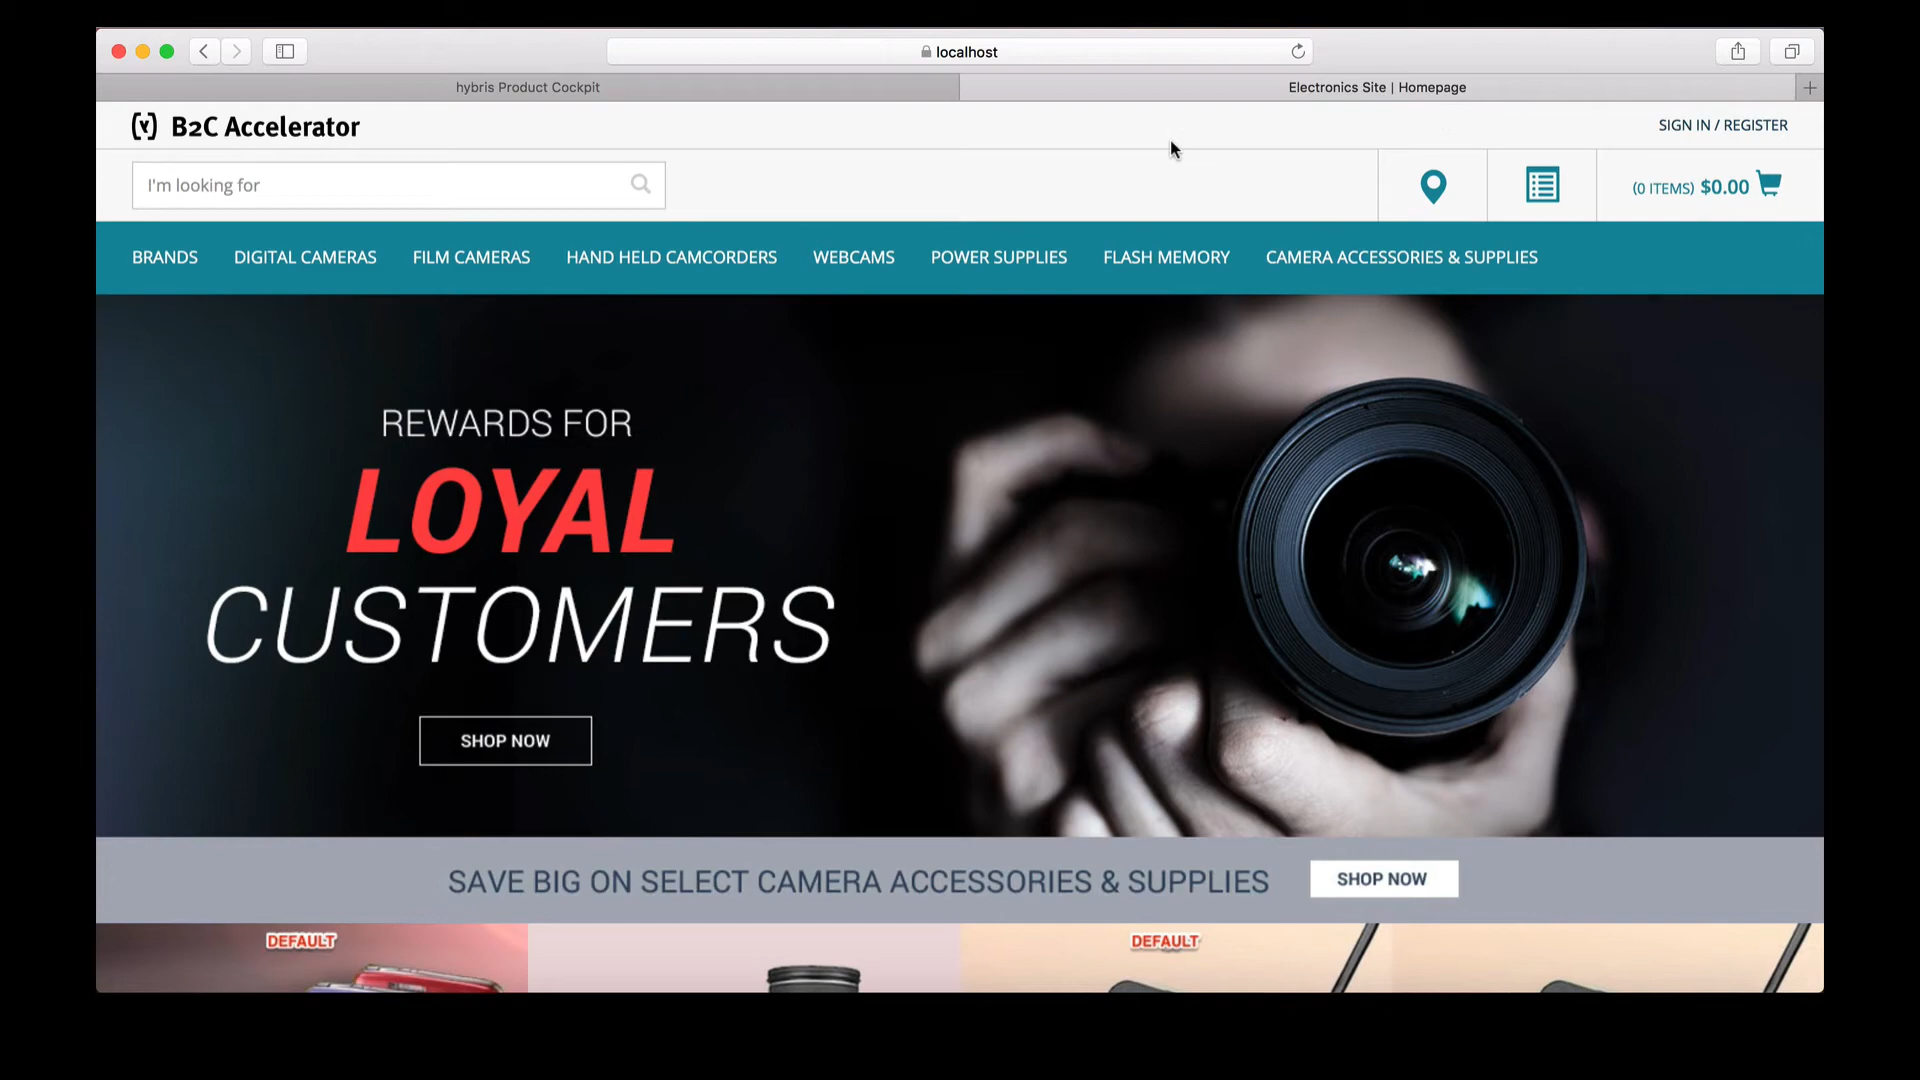 localhost
hybris Product Cockpit
Electronics Site | Homepage
B2C Accelerator
SIGN IN / REGISTER
I'm looking for
(0 ITEMS) $0.00
BRANDS DIGITAL CAMERAS FILM CAMERAS HAND HELD CAMCORDERS WEBCAMS POWER SUPPLIES FLASH MEMORY CAMERA ACCESSORIES & SUPPLIES
REWARDS FOR
LOYAL
CUSTOMERS
SHOP NOW
SAVE BIG ON SELECT CAMERA ACCESSORIES & SUPPLIES SHOP NOW
DEFAULT
DEFAULT